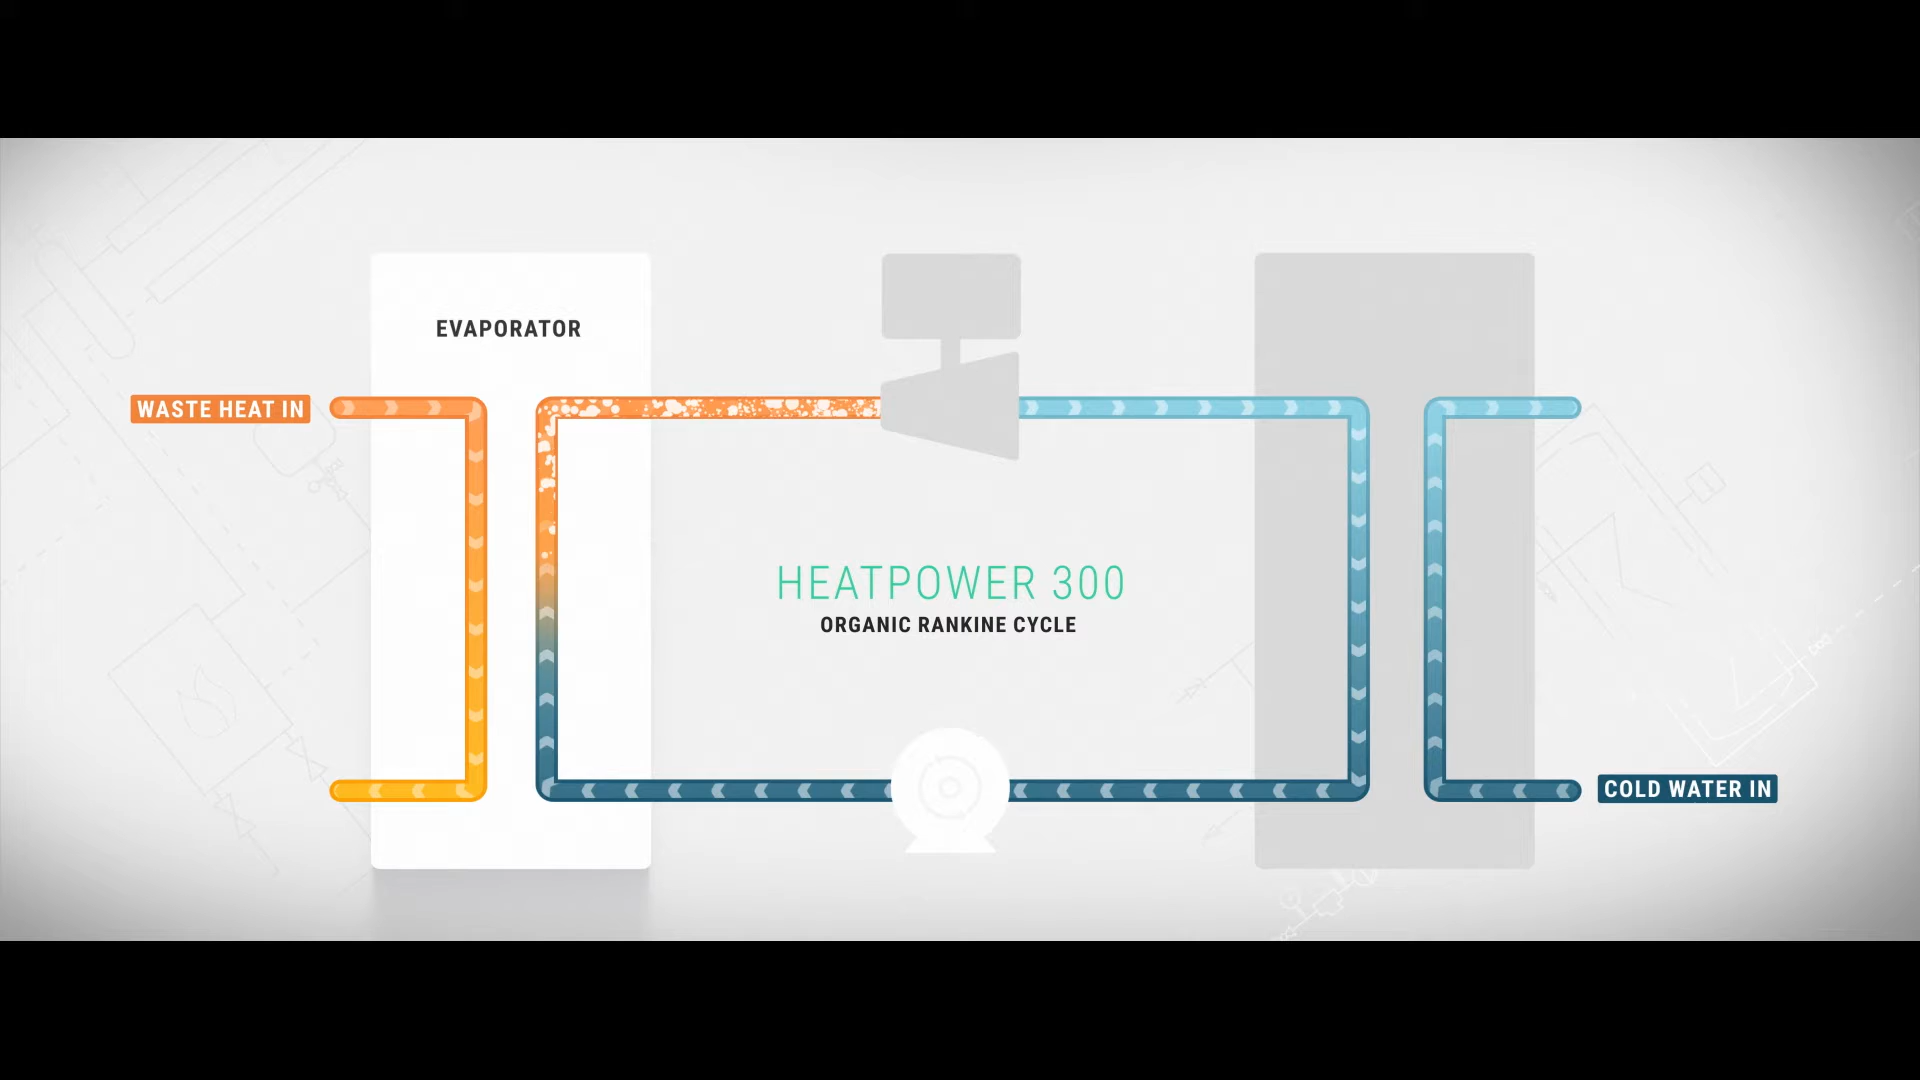 EVAPORATOR
WASTE HEAT IN
HEATPOWER 300
ORGANIC RANKINE CYCLE
COLD WATER IN